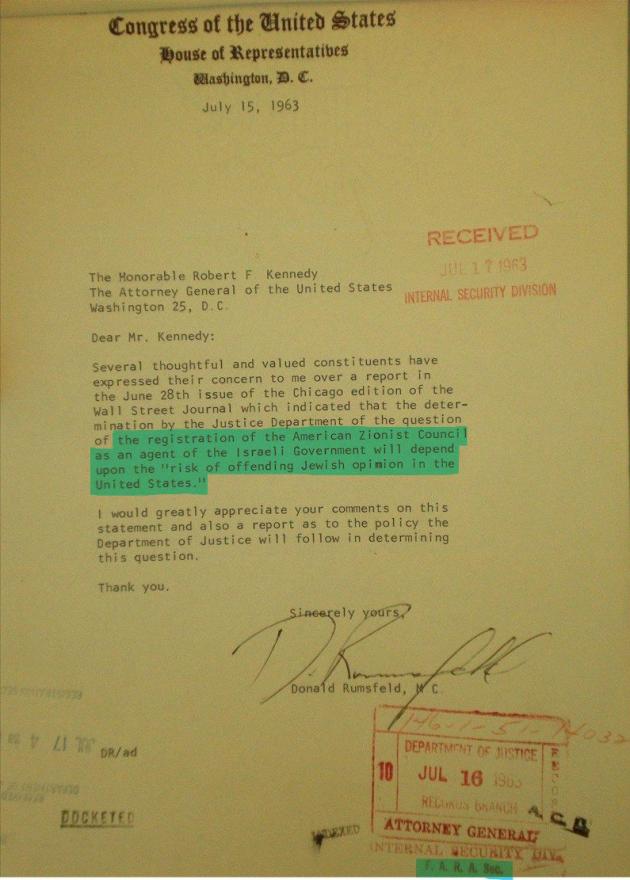 Congress of the United States
House of Representatives
Washington, D. C.
July 15, 1963
RECEIVED
JUL 17 1963
INTERNAL SECURITY DIVISION
The Honorable Robert F Kennedy
The Attorney General of the United States
Washington 25, D.C.
Dear Mr. Kennedy:
Several thoughtful and valued constituents have
expressed their concern to me over a report in
the June 28th issue of the Chicago edition of the
Wall Street Journal which indicated that the deter-
mination by the Justice Department of the question
of the registration of the American Zionist Council
as an agent of the Israeli Government will depend
upon the "risk of offending Jewish opinion in the
United States."
I would greatly appreciate your comments on this
statement and also a report as to the policy the
Department of Justice will follow in determining
this question.
Thank you.
Sincerely yours,
D. Rumsfeld
Donald Rumsfeld, M C.
146-1-51-14032
DEPARTMENT OF JUSTICE
10
JUL 16 1963
RECORDS BRANCH
ATTORNEY GENERAL
INTERNAL SECURITY DIV.
F. A. R. A. Sec.
DR/ad
DOCKETED
INDEXED